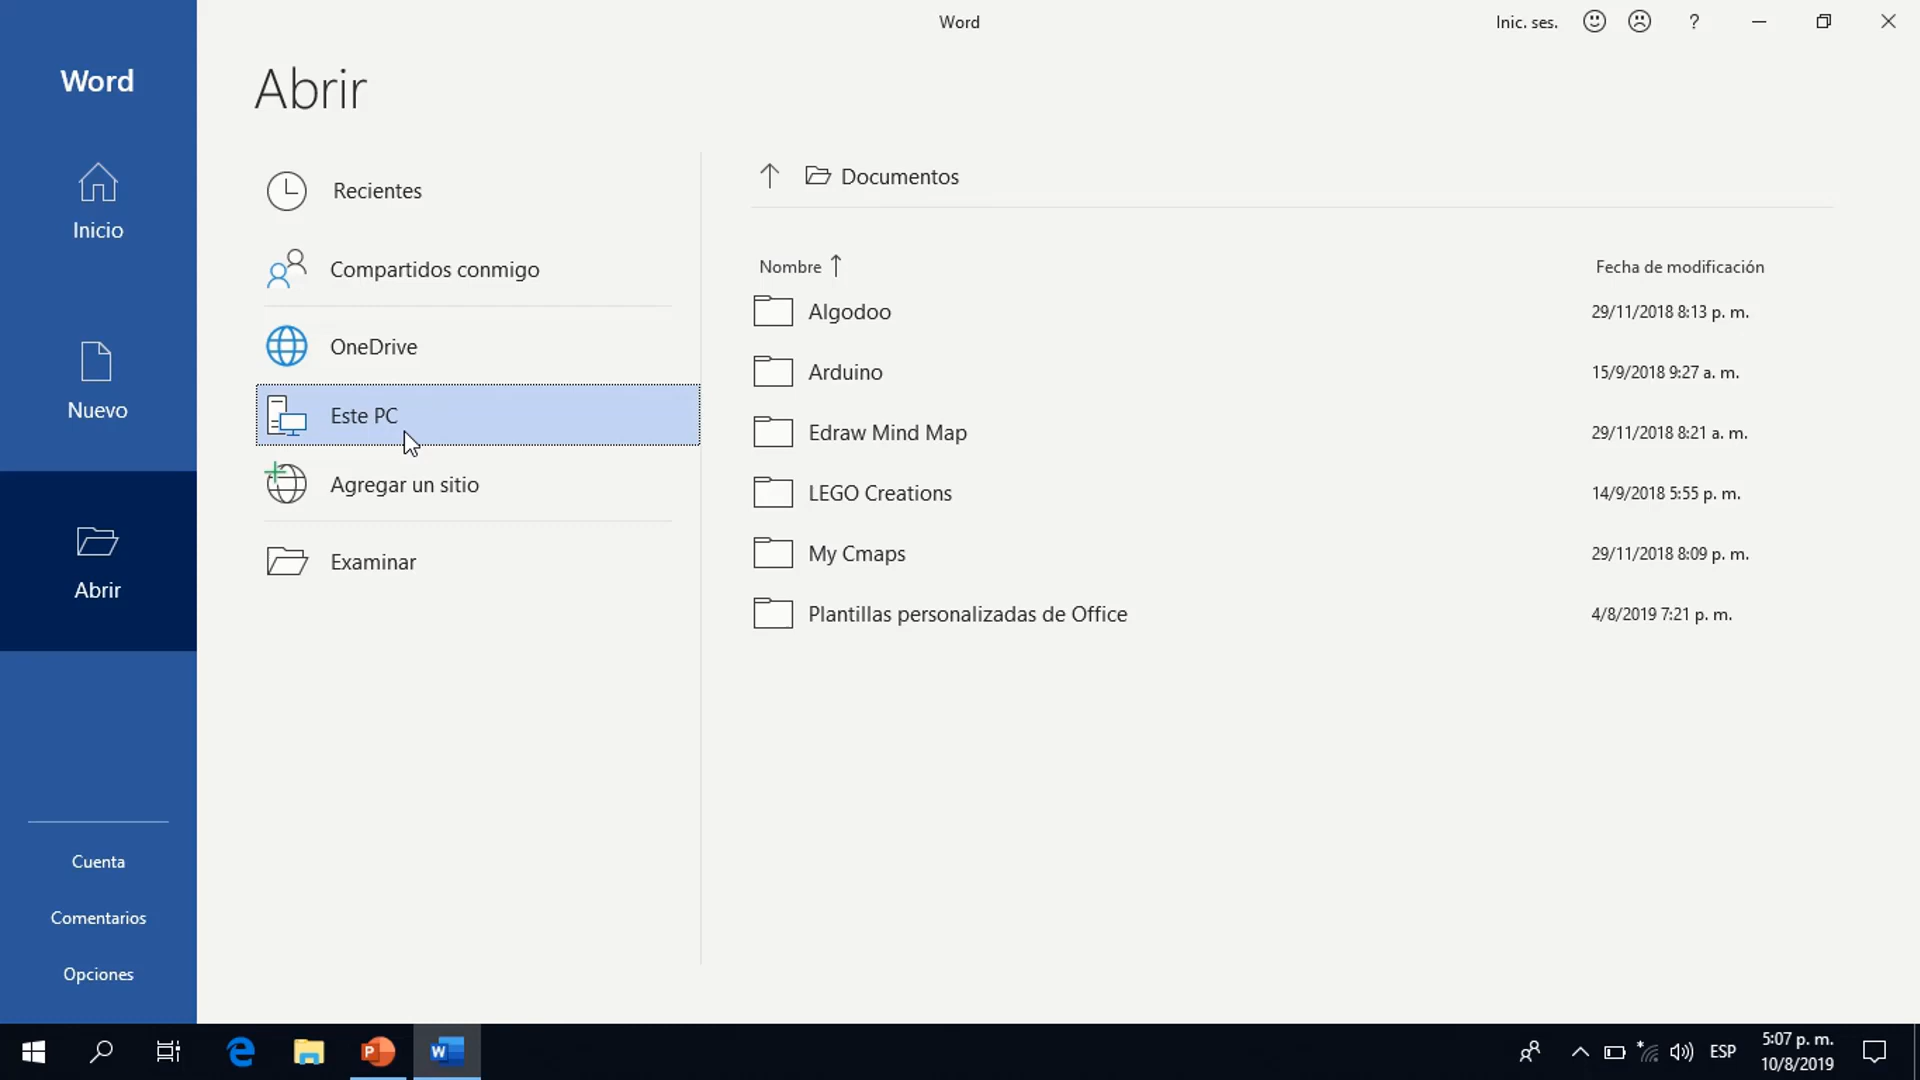 Word
Inic. ses.
?
Word
Inicio
Nuevo
Abrir
Cuenta
Comentarios
Opciones
Abrir
Recientes
Compartidos conmigo
OneDrive
Este PC
Agregar un sitio
Examinar
Documentos
Nombre Fecha de modificación
Algodoo 29/11/2018 8:13 p. m.
Arduino 15/9/2018 9:27 a. m.
Edraw Mind Map 29/11/2018 8:21 a. m.
LEGO Creations 14/9/2018 5:55 p. m.
My Cmaps 29/11/2018 8:09 p. m.
Plantillas personalizadas de Office 4/8/2019 7:21 p. m.
P
W
ESP
5:07 p. m.
10/8/2019